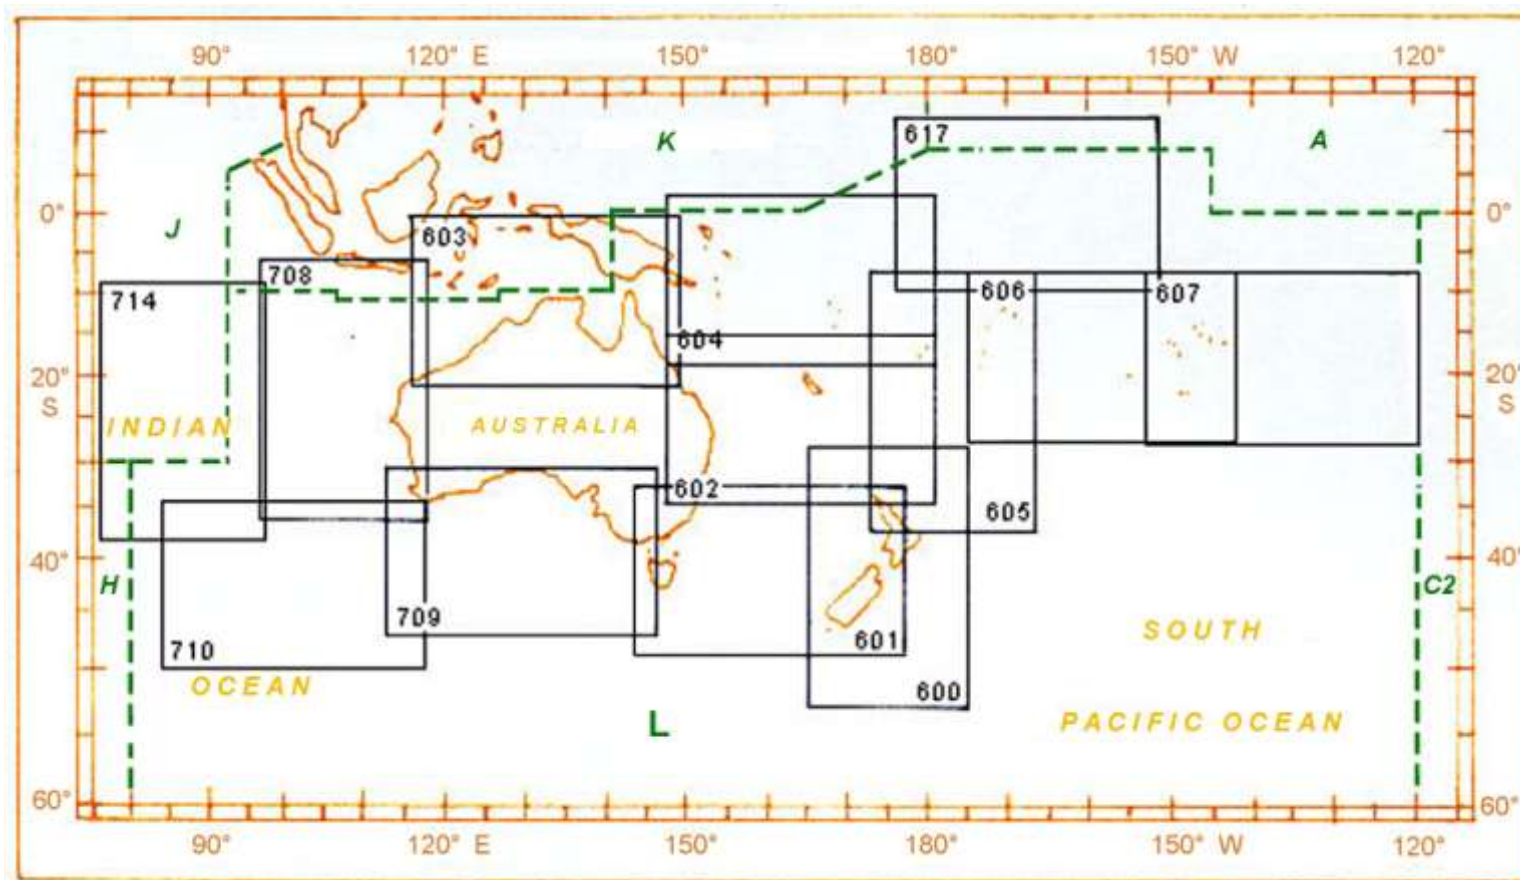 90° 120° E 150° 180° 150° W 120°
K A
617
0° 0°
J 603
708
714 606 607
604
20° 20°
S S
INDIAN AUSTRALIA
602
605
40° 40°
H C2
709 601 SOUTH
710
OCEAN 600
L PACIFIC OCEAN
60° 60°
90° 120° E 150° 180° 150° W 120°